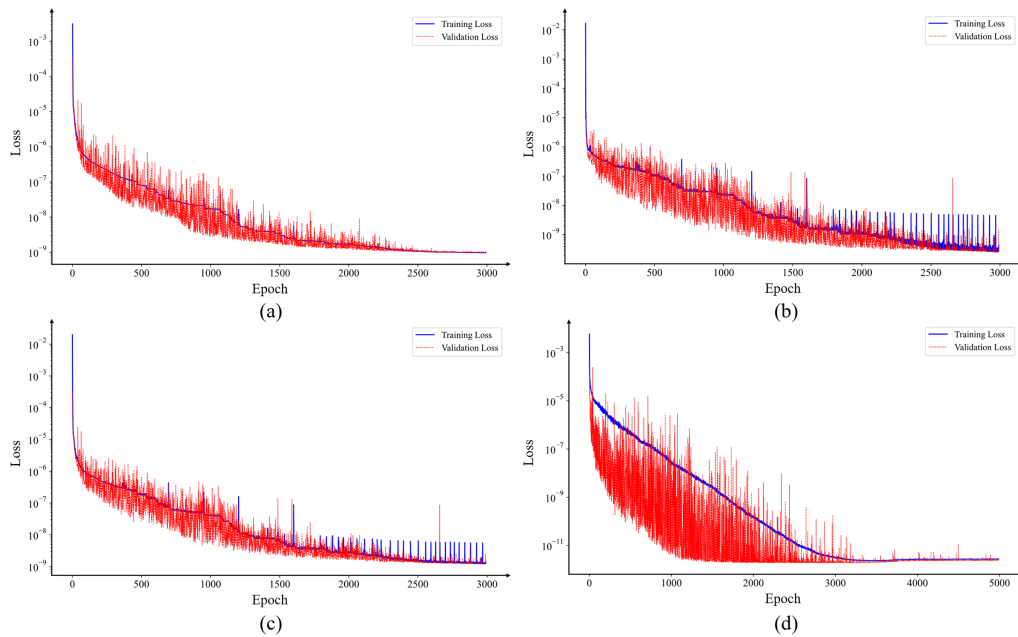 Training Loss
Validation Loss
10⁻³
10⁻⁴
10⁻⁵
10⁻⁶
10⁻⁷
10⁻⁸
10⁻⁹
Loss
0 500 1000 1500 2000 2500 3000
Epoch
(a)
Training Loss
Validation Loss
10⁻²
10⁻³
10⁻⁴
10⁻⁵
10⁻⁶
10⁻⁷
10⁻⁸
10⁻⁹
Loss
0 500 1000 1500 2000 2500 3000
Epoch
(b)
Training Loss
Validation Loss
10⁻²
10⁻³
10⁻⁴
10⁻⁵
10⁻⁶
10⁻⁷
10⁻⁸
10⁻⁹
Loss
0 500 1000 1500 2000 2500 3000
Epoch
(c)
Training Loss
Validation Loss
10⁻³
10⁻⁵
10⁻⁷
10⁻⁹
10⁻¹¹
Loss
0 1000 2000 3000 4000 5000
Epoch
(d)